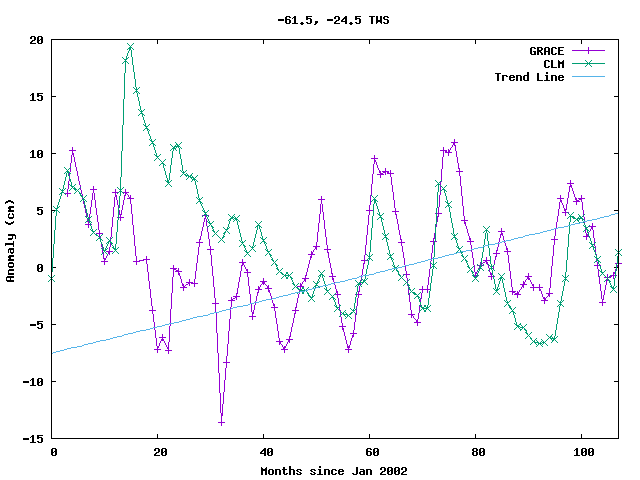 -61.5, -24.5 TWS
GRACE
CLM
Trend Line
20
15
10
5
0
-5
-10
-15
Anomaly (cm)
0 20 40 60 80 100
Months since Jan 2002